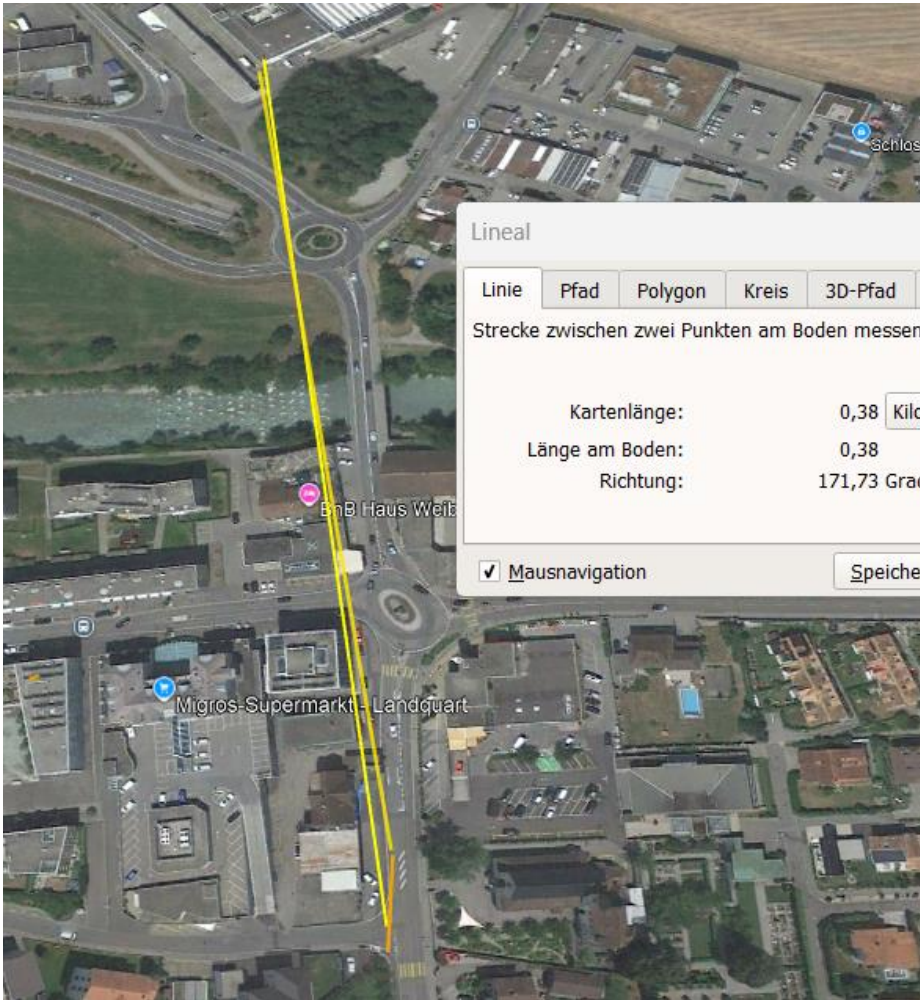 Schlos
Lineal
Linie Pfad Polygon Kreis 3D-Pfad
Strecke zwischen zwei Punkten am Boden messen
Kartenlänge: 0,38 Kilo
Länge am Boden: 0,38
Richtung: 171,73 Grad
BnB Haus Weib
Mausnavigation Speiche
Migros-Supermarkt - Landquart